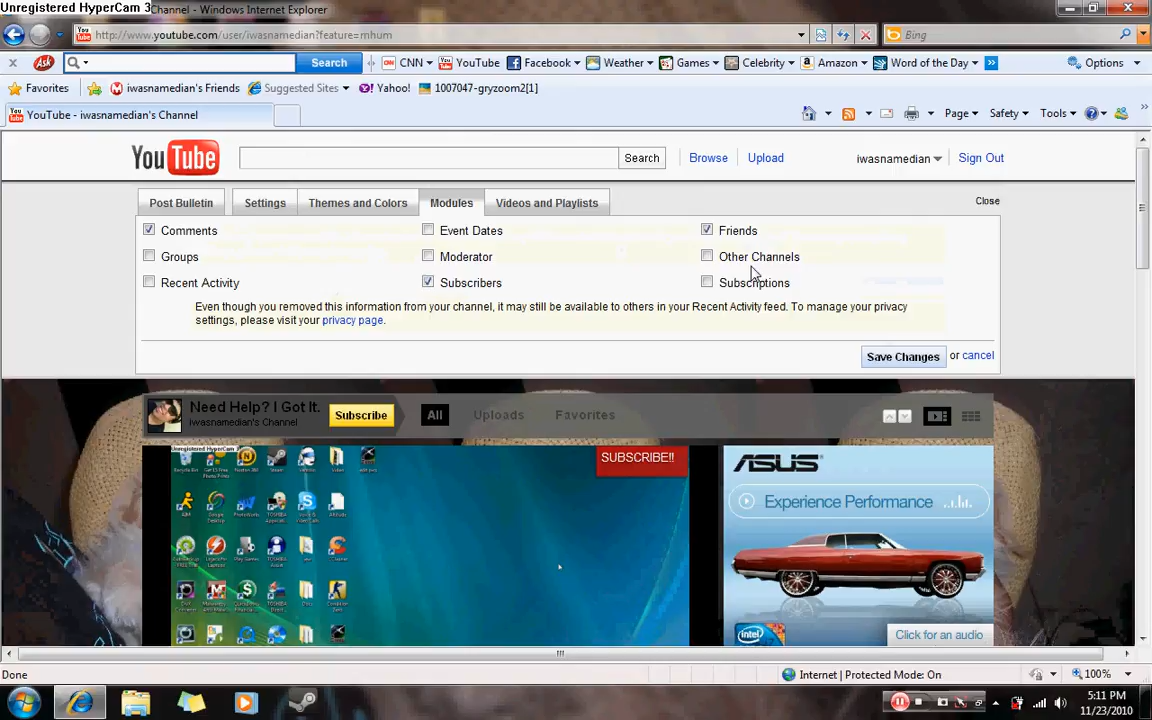 Unregistered HyperCam 3 Channel - Windows Internet Explorer
http://www.youtube.com/user/iwasnamedian?feature=mhum
Bing
Ask Search CNN YouTube Facebook Weather Games Celebrity Amazon Word of the Day Options
Favorites iwasnamedian's Friends Suggested Sites Yahoo! 1007047-gryzoom2[1]
YouTube - iwasnamedian's Channel Page Safety Tools
YouTube Search Browse Upload iwasnamedian Sign Out
Post Bulletin Settings Themes and Colors Modules Videos and Playlists Close
Comments Event Dates Friends
Groups Moderator Other Channels
Recent Activity Subscribers Subscriptions
Even though you removed this information from your channel, it may still be available to others in your Recent Activity feed. To manage your privacy
settings, please visit your privacy page.
Save Changes or cancel
Need Help? I Got It.
iwasnamedian's Channel
Subscribe All Uploads Favorites
Unregistered HyperCam
SUBSCRIBE!!
ASUS
Experience Performance
intel
Click for an audio
Done Internet | Protected Mode: On 100%
5:11 PM
11/23/2010